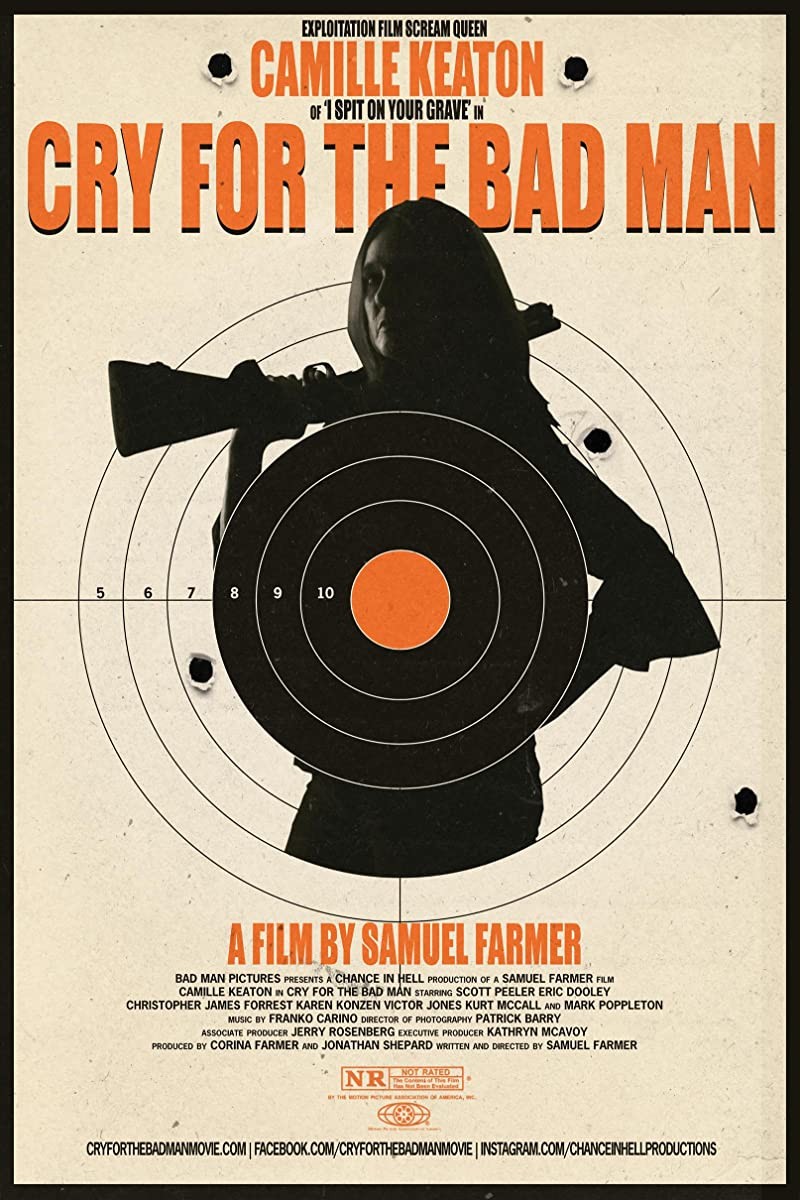 EXPLOITATION FILM SCREAM QUEEN
CAMILLE KEATON
OF 'I SPIT ON YOUR GRAVE' IN
CRY FOR THE BAD MAN
5 6 7 8 9 10
A FILM BY SAMUEL FARMER
BAD MAN PICTURES PRESENTS A CHANCE IN HELL PRODUCTION OF A SAMUEL FARMER FILM
CAMILLE KEATON IN CRY FOR THE BAD MAN STARRING SCOTT PEELER ERIC DOOLEY
CHRISTOPHER JAMES FORREST KAREN KONZEN VICTOR JONES KURT MCCALL AND MARK POPPLETON
MUSIC BY FRANKO CARINO DIRECTOR OF PHOTOGRAPHY PATRICK BARRY
ASSOCIATE PRODUCER JERRY ROSENBERG EXECUTIVE PRODUCER KATHRYN MCAVOY
PRODUCED BY CORINA FARMER AND JONATHAN SHEPARD WRITTEN AND DIRECTED BY SAMUEL FARMER
NR NOT RATED
The Contents of This Film
Has Not Been Evaluated
BY THE MOTION PICTURE ASSOCIATION OF AMERICA, INC.
CRYFORTHEBADMANMOVIE.COM | FACEBOOK.COM/CRYFORTHEBADMANMOVIE | INSTAGRAM.COM/CHANCEINHELLPRODUCTIONS